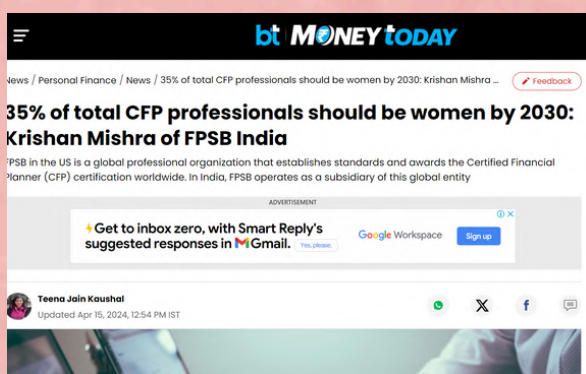 bt MONEY TODAY
News / Personal Finance / News / 35% of total CFP professionals should be women by 2030: Krishan Mishra ...
Feedback
35% of total CFP professionals should be women by 2030:
Krishan Mishra of FPSB India
FPSB in the US is a global professional organization that establishes standards and awards the Certified Financial
Planner (CFP) certification worldwide. In India, FPSB operates as a subsidiary of this global entity
ADVERTISEMENT
Get to inbox zero, with Smart Reply's
suggested responses in Gmail. Yes, please.
Google Workspace
Sign up
Teena Jain Kaushal
Updated Apr 15, 2024, 12:54 PM IST